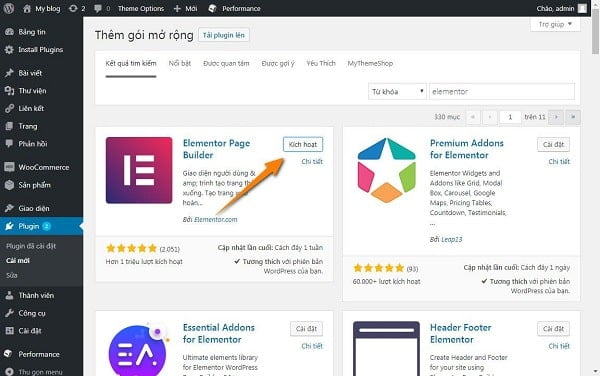 My blog 2 0 + New Theme Options Performance Chào, admin
Trợ giúp
Bảng tin
Install Plugins
Bài viết
Thư viện
Liên kết
Trang
Phản hồi
WooCommerce
Sản phẩm
Giao diện
Plugin 2
Plugin đã cài đặt
Cài mới
Sửa
Thành viên
Công cụ
Cài đặt
Performance
Thu gọn menu
Thêm gói mở rộng Tải plugin lên
Kết quả tìm kiếm Nổi bật Được quan tâm Được gợi ý Yêu Thích MyThemeShop
Từ khóa elementor
330 mục « ‹ 1 trên 11 › »
Elementor Page
Builder
Kích hoạt
Chi tiết
Giao diện người dùng &
amp; trình tạo trang th
xuống. Tạo trang
hoàn...
Bởi Elementor.com
(2,051)
Hơn 1 triệu lượt kích hoạt
Cập nhật lần cuối: Cách đây 1 tuần
✓ Tương thích với phiên bản
WordPress của bạn.
Premium Addons
for Elementor
Cài đặt
Chi tiết
Elementor Widgets and
Addons like Grid, Modal
Box, Carousel, Google
Maps, Pricing Tables,
Countdown, Testimonials,
...
Bởi Leap13
(93)
60.000+ lượt kích hoạt
Cập nhật lần cuối: Cách đây 1 ngày
✓ Tương thích với phiên bản
WordPress của bạn.
Essential Addons
for Elementor
Cài đặt
Chi tiết
Ultimate elements library
for Elementor WordPress
Header Footer
Elementor
Cài đặt
Chi tiết
Create Header and Footer
for your site using